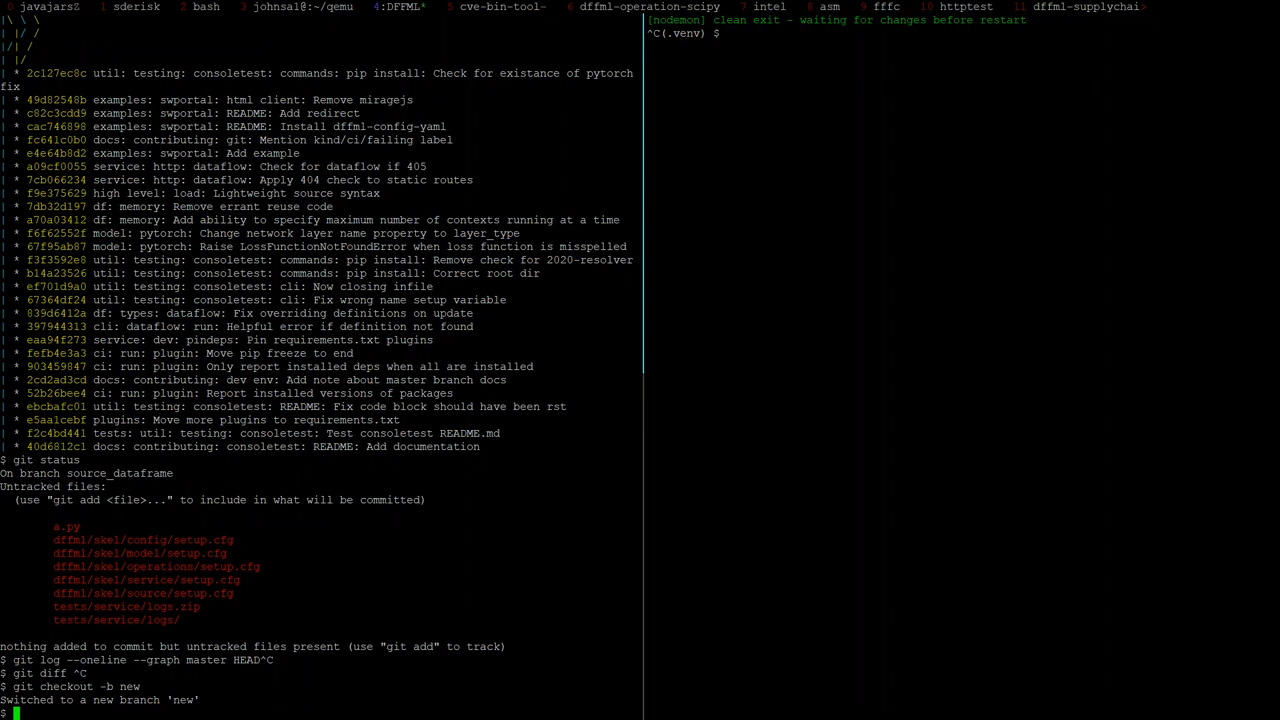 0 javajarsZ  1 sderisk  2 bash  3 johnsa1@:~/qemu  4:DFFML*  5 cve-bin-tool-  6 dffml-operation-scipy  7 intel  8 asm  9 fffc  10 httptest  11 dffml-supplychai>
|\ \ \
| |/ /
|/| /
| |/
| * 2c127ec8c util: testing: consoletest: commands: pip install: Check for existance of pytorch
fix
| * 49d82548b examples: swportal: html client: Remove miragejs
| * c82c3cdd9 examples: swportal: README: Add redirect
| * cac746898 examples: swportal: README: Install dffml-config-yaml
| * fc641c0b0 docs: contributing: git: Mention kind/ci/failing label
| * e4e64b8d2 examples: swportal: Add example
| * a09cf0055 service: http: dataflow: Check for dataflow if 405
| * 7cb066234 service: http: dataflow: Apply 404 check to static routes
| * f9e375629 high level: load: Lightweight source syntax
| * 7db32d197 df: memory: Remove errant reuse code
| * a70a03412 df: memory: Add ability to specify maximum number of contexts running at a time
| * f6f62552f model: pytorch: Change network layer name property to layer_type
| * 67f95ab87 model: pytorch: Raise LossFunctionNotFoundError when loss function is misspelled
| * f3f3592e8 util: testing: consoletest: commands: pip install: Remove check for 2020-resolver
| * b14a23526 util: testing: consoletest: commands: pip install: Correct root dir
| * ef701d9a0 util: testing: consoletest: cli: Now closing infile
| * 67364df24 util: testing: consoletest: cli: Fix wrong name setup variable
| * 839d6412a df: types: dataflow: Fix overriding definitions on update
| * 397944313 cli: dataflow: run: Helpful error if definition not found
| * eaa94f273 service: dev: pindeps: Pin requirements.txt plugins
| * fefb4e3a3 ci: run: plugin: Move pip freeze to end
| * 903459847 ci: run: plugin: Only report installed deps when all are installed
| * 2cd2ad3cd docs: contributing: dev env: Add note about master branch docs
| * 52b26bee4 ci: run: plugin: Report installed versions of packages
| * ebcbafc01 util: testing: consoletest: README: Fix code block should have been rst
| * e5aa1cebf plugins: Move more plugins to requirements.txt
| * f2c4bd441 tests: util: testing: consoletest: Test consoletest README.md
| * 40d6812c1 docs: contributing: consoletest: README: Add documentation
$ git status
On branch source_dataframe
Untracked files:
(use "git add <file>..." to include in what will be committed)
a.py
dffml/skel/config/setup.cfg
dffml/skel/model/setup.cfg
dffml/skel/operations/setup.cfg
dffml/skel/service/setup.cfg
dffml/skel/source/setup.cfg
tests/service/logs.zip
tests/service/logs/
nothing added to commit but untracked files present (use "git add" to track)
$ git log --oneline --graph master HEAD^C
$ git diff ^C
$ git checkout -b new
Switched to a new branch 'new'
$
[nodemon] clean exit - waiting for changes before restart
^C(.venv) $